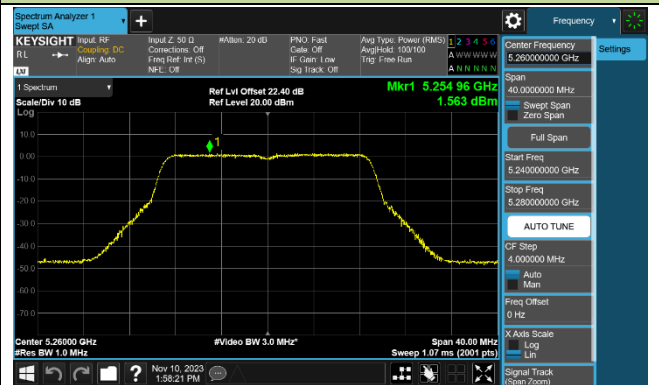 Spectrum Analyzer 1
Swept SA
+
Frequency
KEYSIGHT
RL
LXI
Input: RF
Coupling: DC
Align: Auto
Input Z: 50 Ω
Corrections: Off
Freq Ref: Int (S)
NFE: Off
#Atten: 20 dB
PNO: Fast
Gate: Off
IF Gain: Low
Sig Track: Off
Avg Type: Power (RMS)
Avg|Hold: 100/100
Trig: Free Run
1 2 3 4 5 6
A W W W W W
A N N N N N
1 Spectrum
Scale/Div 10 dB
Log
Ref Lvl Offset 22.40 dB
Ref Level 20.00 dBm
Mkr1 5.254 96 GHz
1.563 dBm
1
10.0
0.00
-10.0
-20.0
-30.0
-40.0
-50.0
-60.0
-70.0
Center 5.26000 GHz
#Res BW 1.0 MHz
#Video BW 3.0 MHz*
Span 40.00 MHz
Sweep 1.07 ms (2001 pts)
Nov 10, 2023
1:58:21 PM
?
Center Frequency
5.260000000 GHz
Settings
Span
40.0000000 MHz
Swept Span
Zero Span
Full Span
Start Freq
5.240000000 GHz
Stop Freq
5.280000000 GHz
AUTO TUNE
CF Step
4.000000 MHz
Auto
Man
Freq Offset
0 Hz
X Axis Scale
Log
Lin
Signal Track
(Span Zoom)